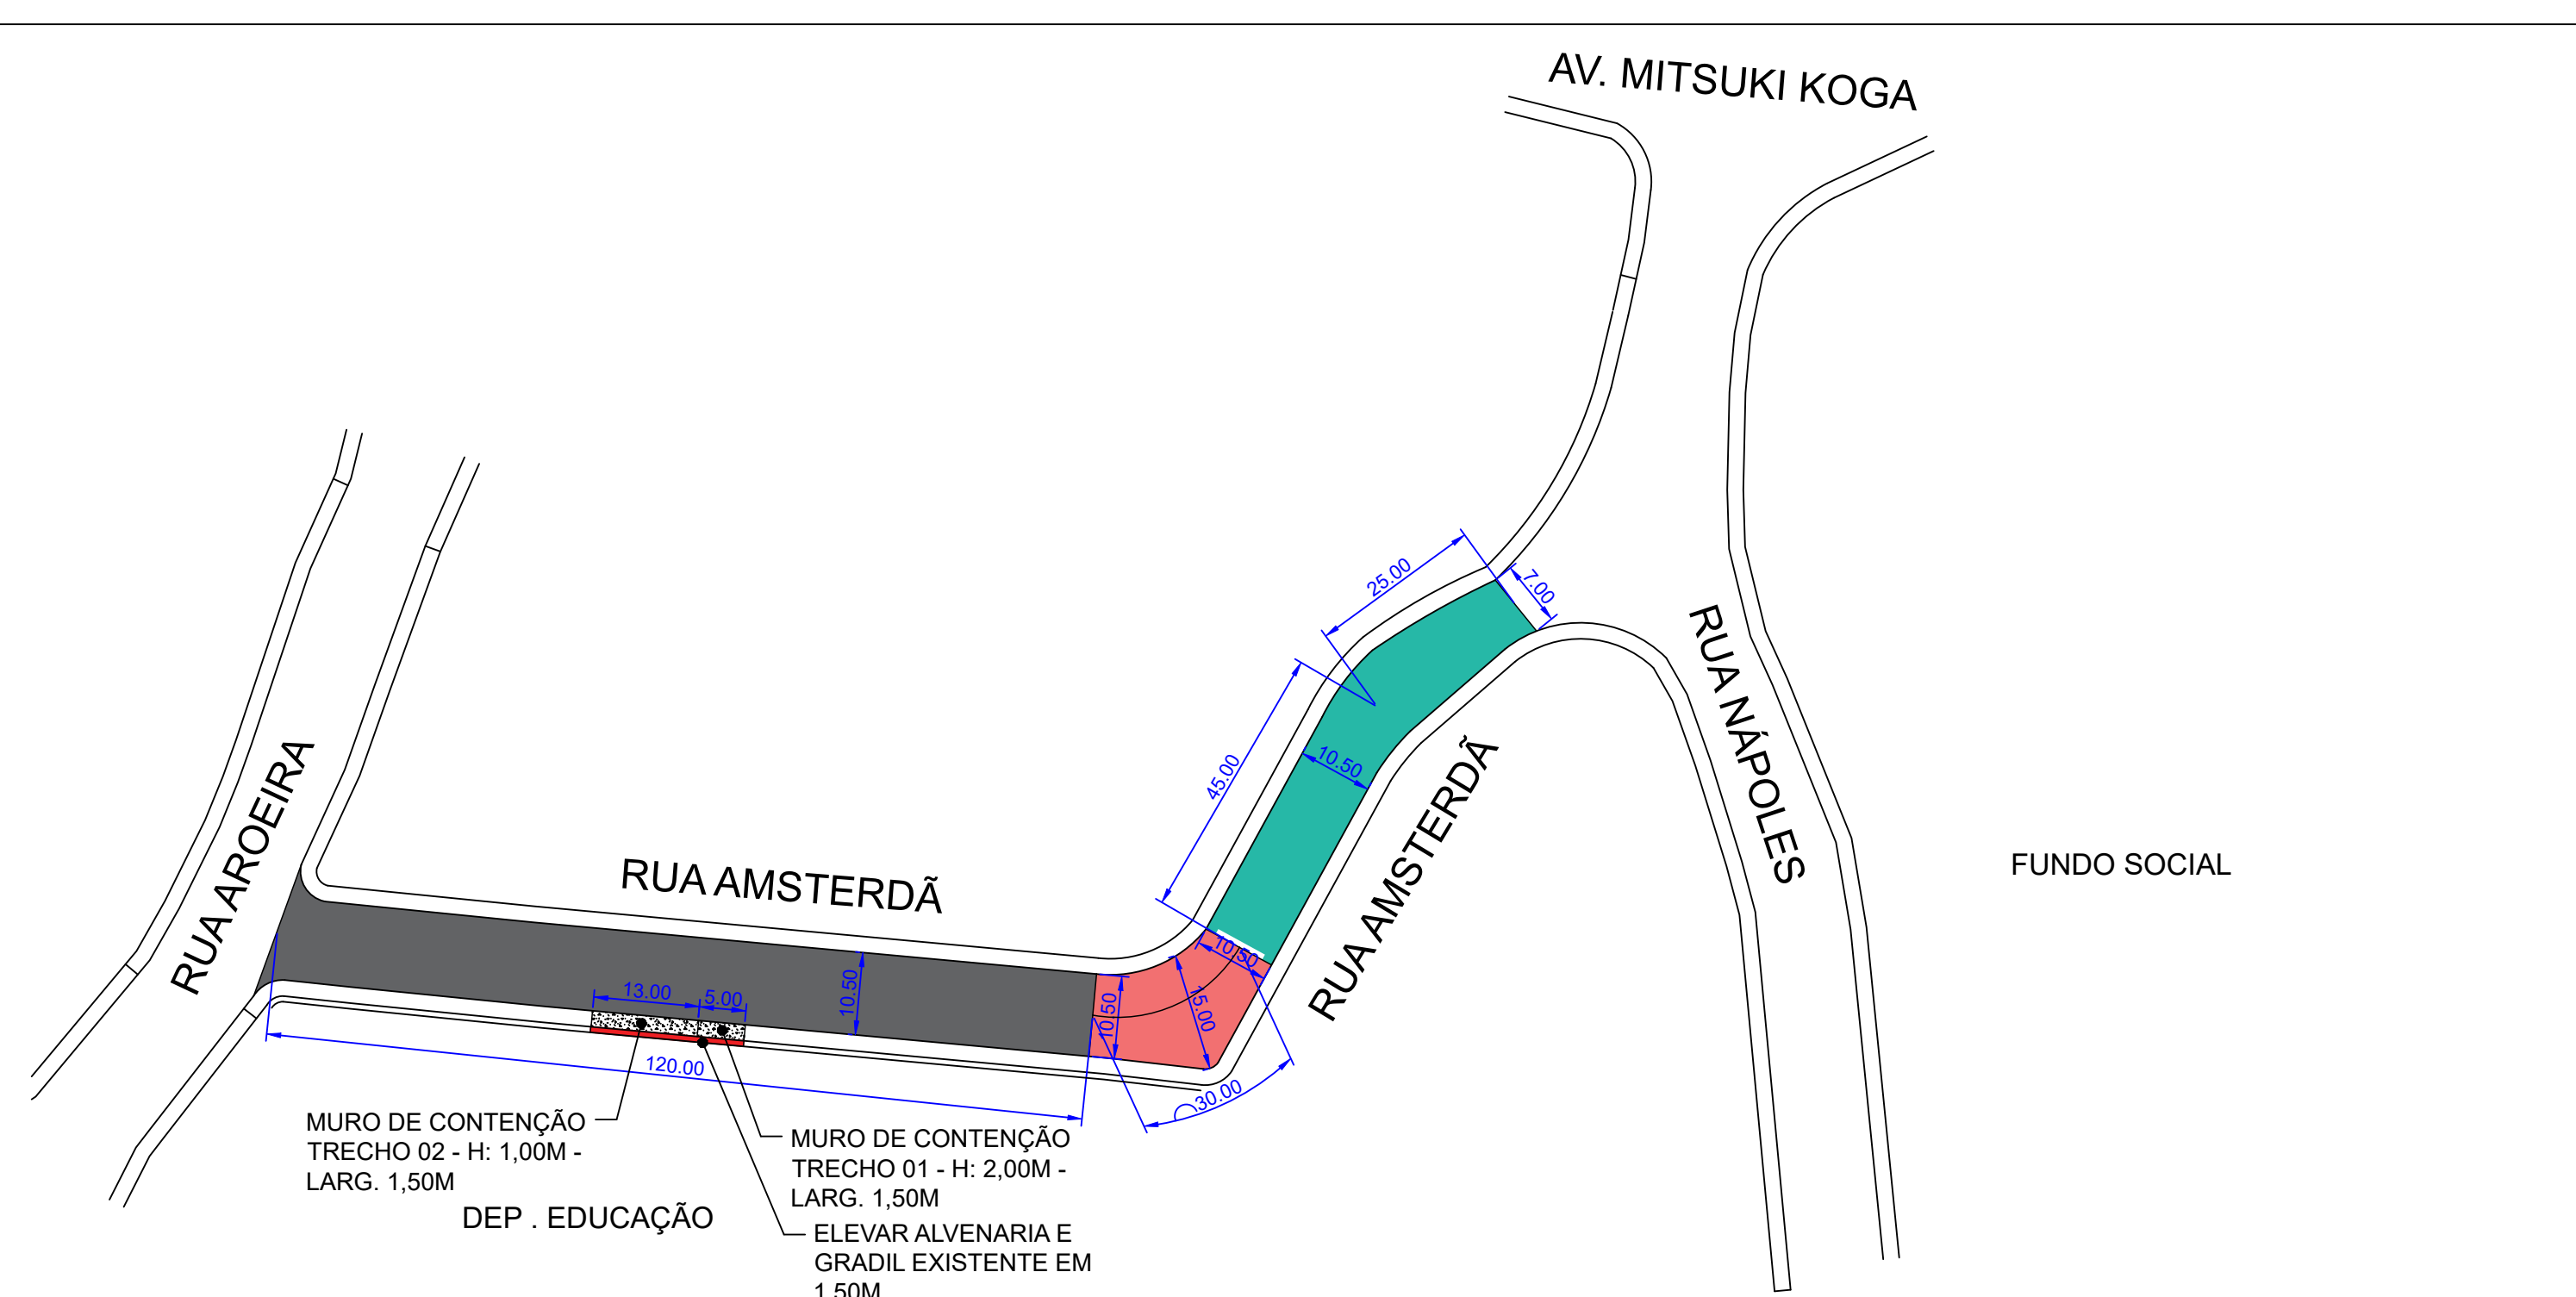 AV. MITSUKI KOGA
25.00
7.00
RUA NÁPOLES
45.00
10.50
RUA AROEIRA
RUA AMSTERDÃ
RUA AMSTERDÃ
FUNDO SOCIAL
10.50
13.00
5.00
10.50
10.50
15.00
120.00
30.00
MURO DE CONTENÇÃO
TRECHO 02 - H: 1,00M -
LARG. 1,50M
MURO DE CONTENÇÃO
TRECHO 01 - H: 2,00M -
LARG. 1,50M
DEP . EDUCAÇÃO
ELEVAR ALVENARIA E
GRADIL EXISTENTE EM
1,50M